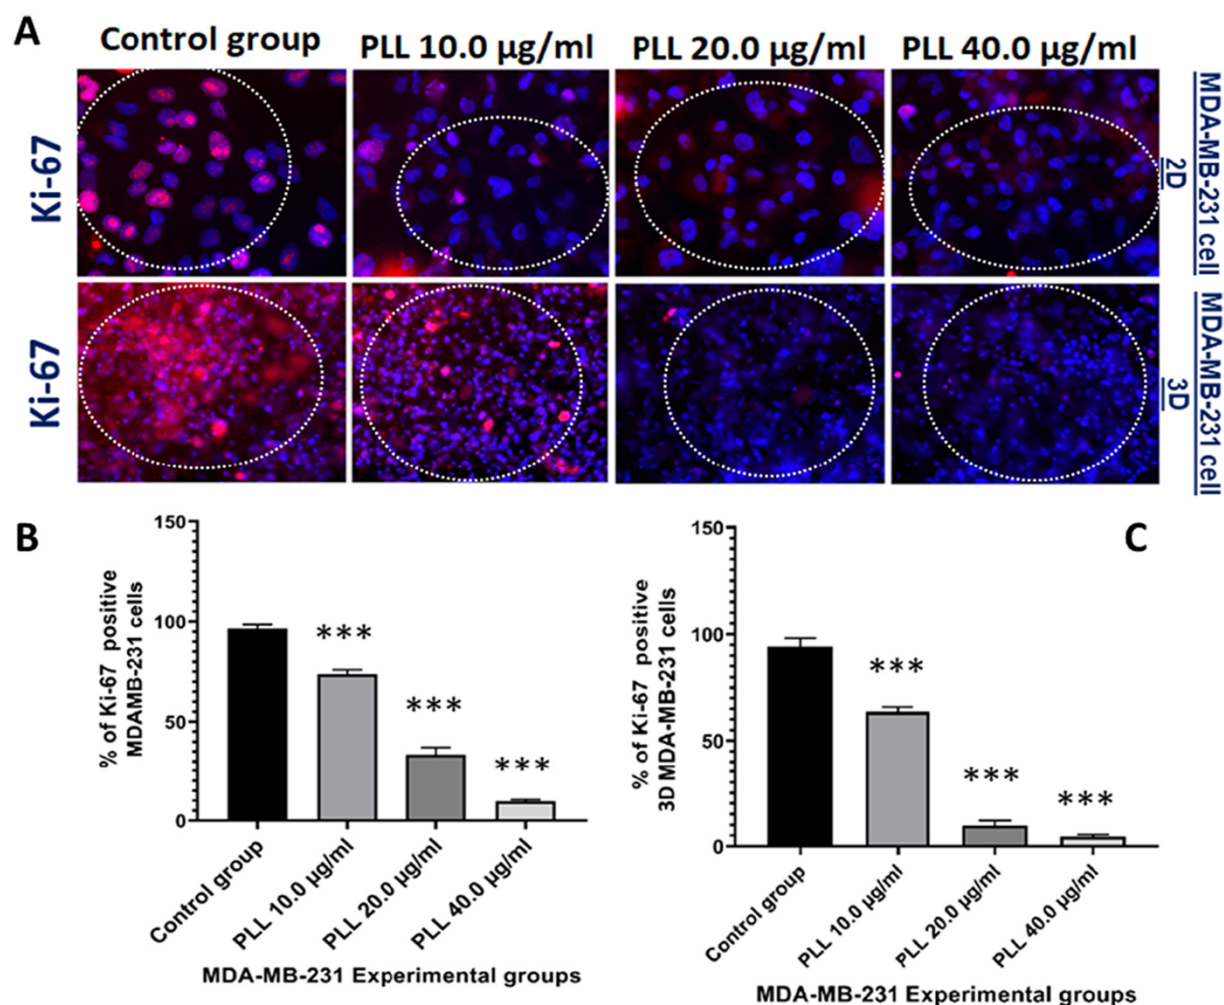 A
Control group
PLL 10.0 µg/ml
PLL 20.0 µg/ml
PLL 40.0 µg/ml
Ki-67
MDA-MB-231 cell
2D
Ki-67
MDA-MB-231 cell
3D
B
% of Ki-67 positive
MDAMB-231 cells
150
100
50
0
***
***
***
Control group
PLL 10.0 µg/ml
PLL 20.0 µg/ml
PLL 40.0 µg/ml
MDA-MB-231 Experimental groups
C
% of Ki-67 positive
3D MDA-MB-231 cells
150
100
50
0
***
***
***
Control group
PLL 10.0 µg/ml
PLL 20.0 µg/ml
PLL 40.0 µg/ml
MDA-MB-231 Experimental groups